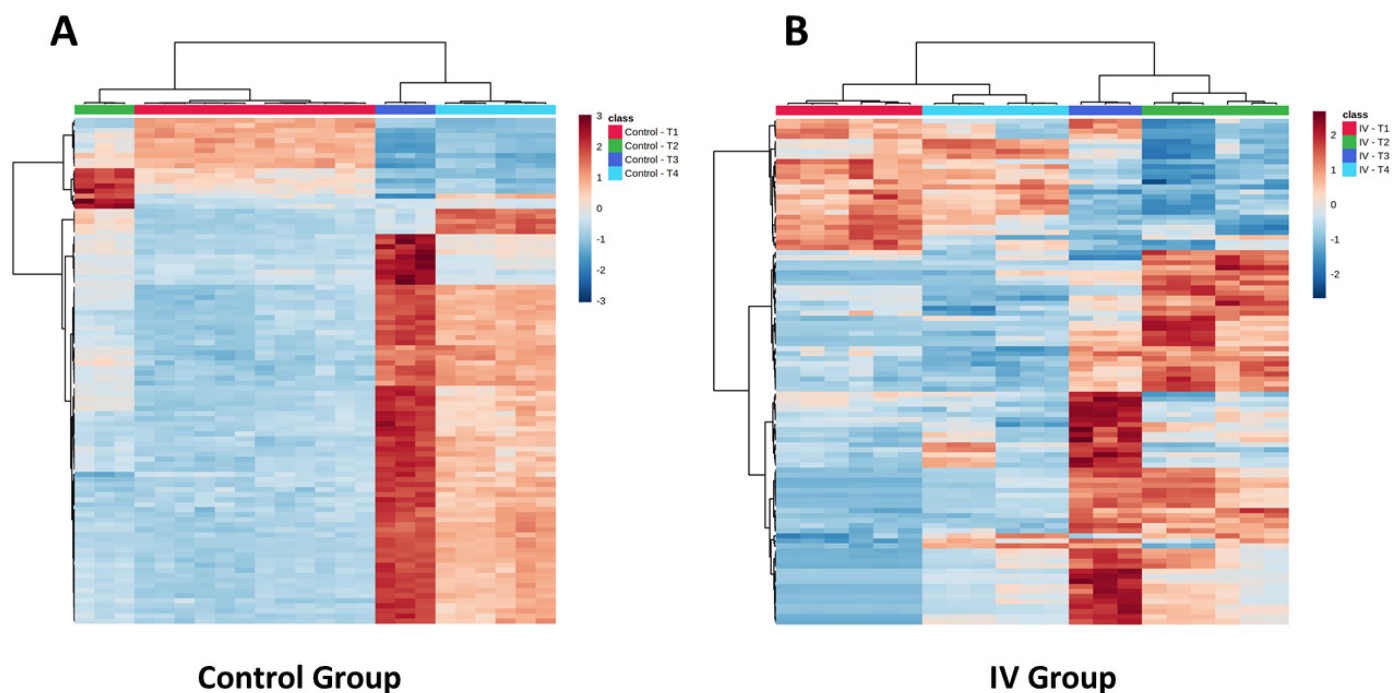 A
B
class
3
Control - T1
2
Control - T2
Control - T3
1
Control - T4
0
-1
-2
-3
class
2
IV - T1
IV - T2
1
IV - T3
IV - T4
0
-1
-2
Control Group
IV Group